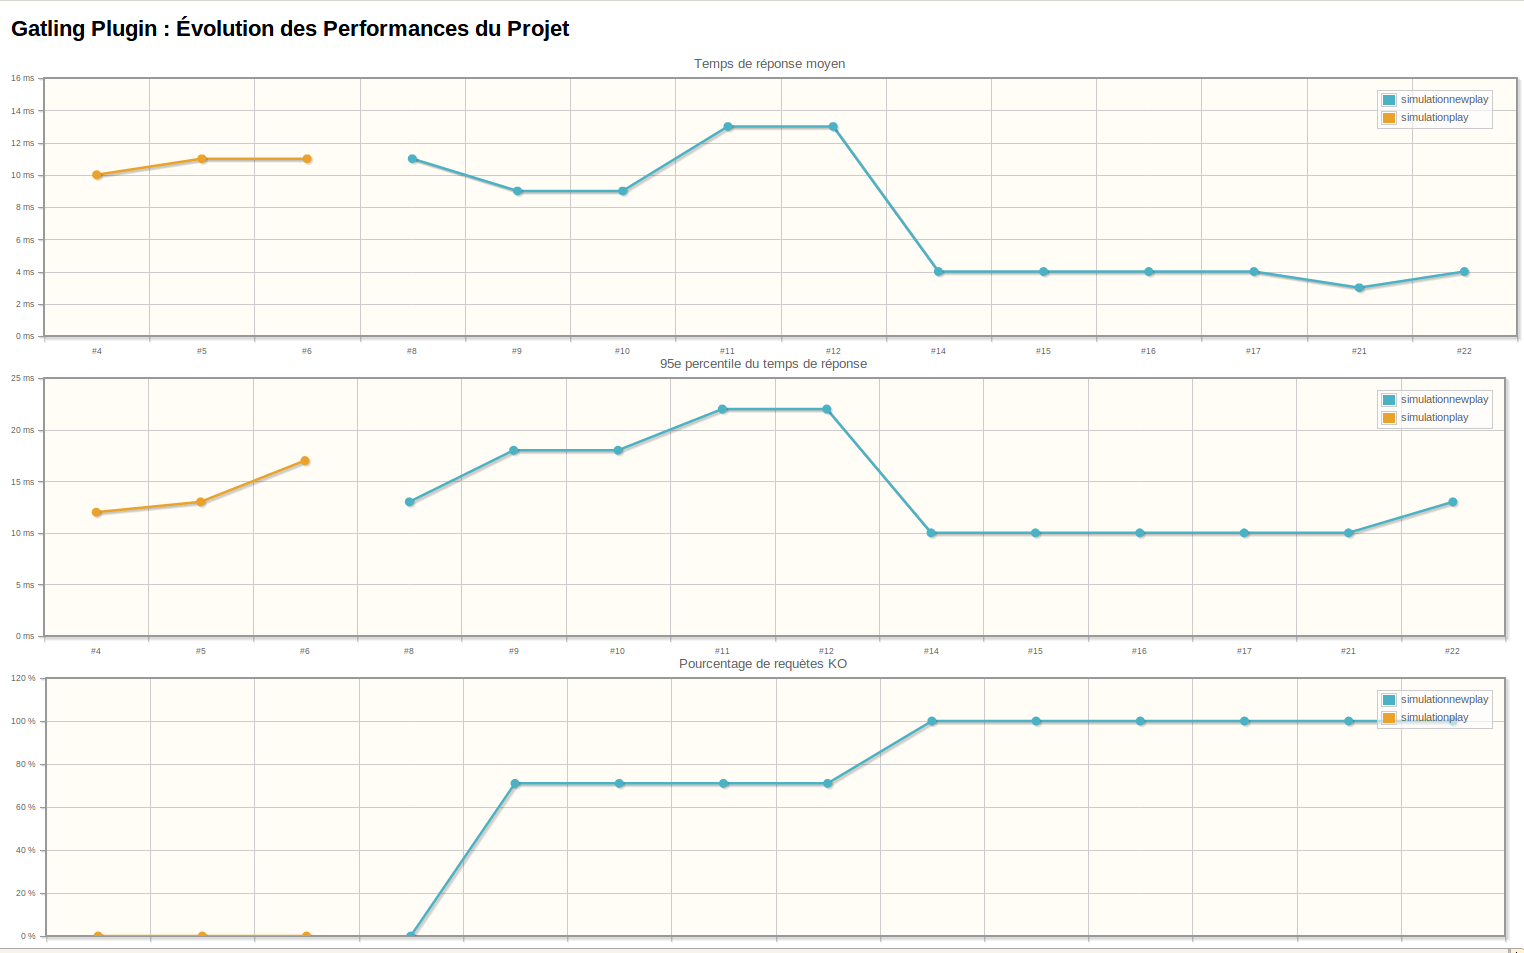 Gatling Plugin : Évolution des Performances du Projet
Temps de réponse moyen
16 ms
14 ms
12 ms
10 ms
8 ms
6 ms
4 ms
2 ms
0 ms
simulationnewplay
simulationplay
#4 #5 #6 #8 #9 #10 #11 #12 #14 #15 #16 #17 #21 #22
95e percentile du temps de réponse
25 ms
20 ms
15 ms
10 ms
5 ms
0 ms
simulationnewplay
simulationplay
#4 #5 #6 #8 #9 #10 #11 #12 #14 #15 #16 #17 #21 #22
Pourcentage de requêtes KO
120 %
100 %
80 %
60 %
40 %
20 %
0 %
simulationnewplay
simulationplay